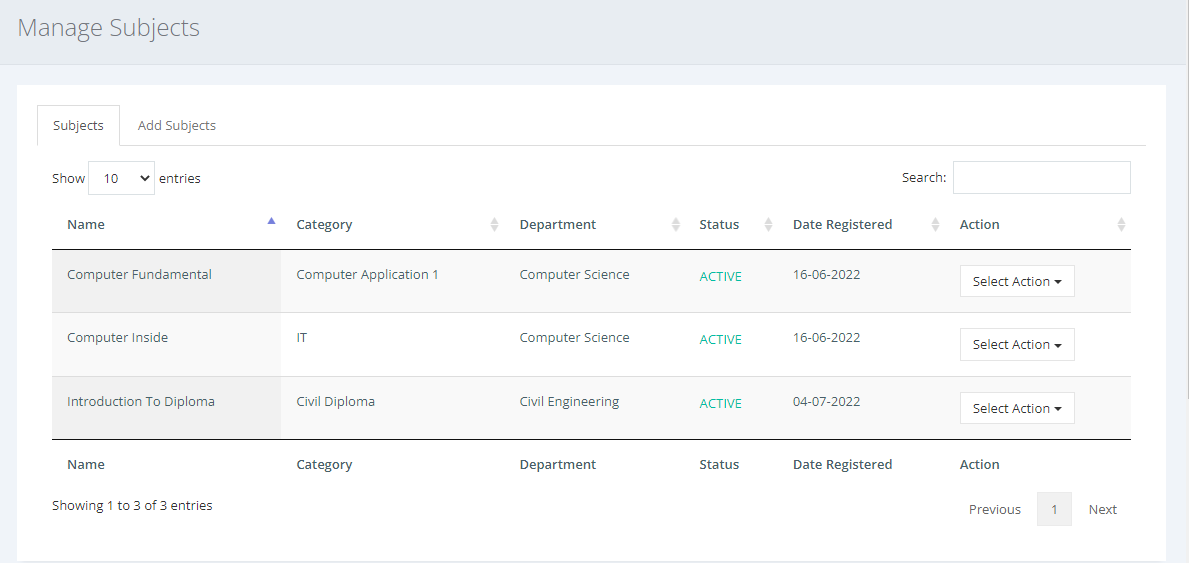 Manage Subjects
Subjects Add Subjects
Show 10 entries Search:
Name Category Department Status Date Registered Action
Computer Fundamental Computer Application 1 Computer Science ACTIVE 16-06-2022 Select Action
Computer Inside IT Computer Science ACTIVE 16-06-2022 Select Action
Introduction To Diploma Civil Diploma Civil Engineering ACTIVE 04-07-2022 Select Action
Name Category Department Status Date Registered Action
Showing 1 to 3 of 3 entries Previous 1 Next